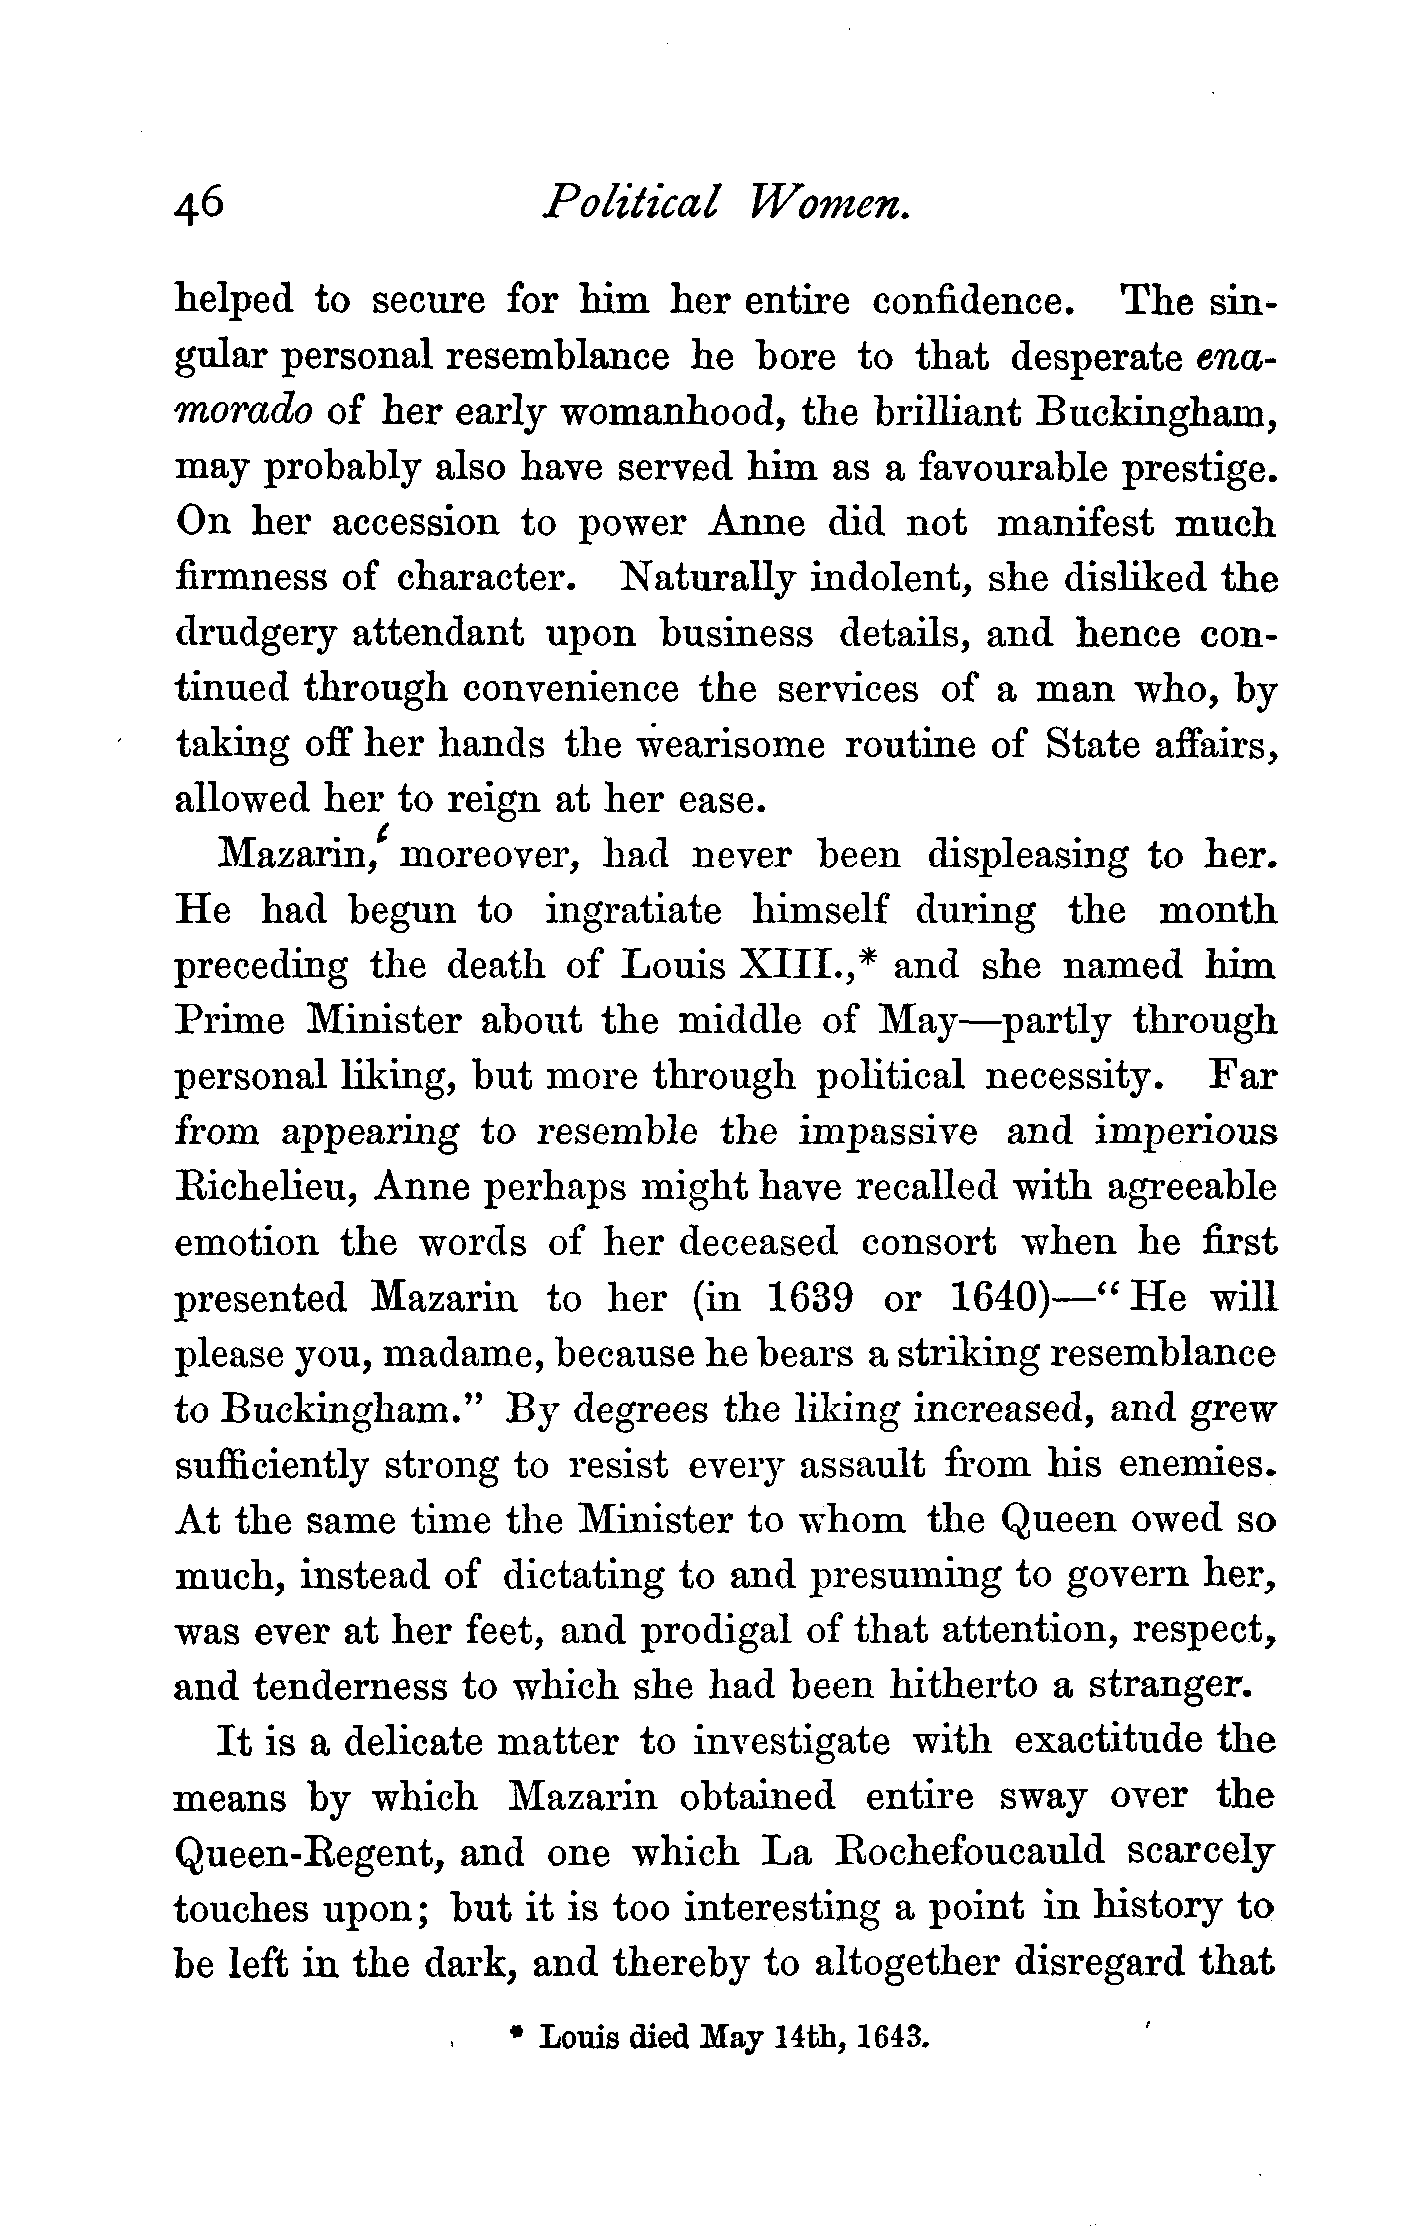 46 Political Women.
helped to secure for him her entire confidence. The sin-
gular personal resemblance he bore to that desperate ena-
morado of her early womanhood, the brilliant Buckingham,
may probably also have served him as a favourable prestige.
On her accession to power Anne did not manifest much
firmness of character. Naturally indolent, she disliked the
drudgery attendant upon business details, and hence con-
tinued through convenience the services of a man who, by
taking off her hands the wearisome routine of State affairs,
allowed her to reign at her ease.
Mazarin, moreover, had never been displeasing to her.
He had begun to ingratiate himself during the month
preceding the death of Louis XIII.,* and she named him
Prime Minister about the middle of May—partly through
personal liking, but more through political necessity. Far
from appearing to resemble the impassive and imperious
Richelieu, Anne perhaps might have recalled with agreeable
emotion the words of her deceased consort when he first
presented Mazarin to her (in 1639 or 1640)—“He will
please you, madame, because he bears a striking resemblance
to Buckingham.” By degrees the liking increased, and grew
sufficiently strong to resist every assault from his enemies.
At the same time the Minister to whom the Queen owed so
much, instead of dictating to and presuming to govern her,
was ever at her feet, and prodigal of that attention, respect,
and tenderness to which she had been hitherto a stranger.
It is a delicate matter to investigate with exactitude the
means by which Mazarin obtained entire sway over the
Queen-Regent, and one which La Rochefoucauld scarcely
touches upon; but it is too interesting a point in history to
be left in the dark, and thereby to altogether disregard that
* Louis died May 14th, 1643.